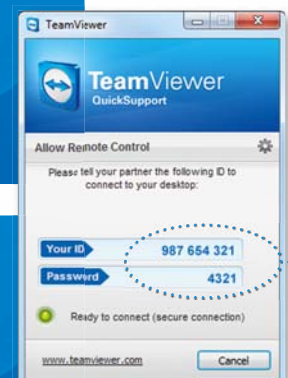 TeamViewer
TeamViewer
QuickSupport
Allow Remote Control
Please tell your partner the following ID to
connect to your desktop:
Your ID 987 654 321
Password 4321
Ready to connect (secure connection)
www.teamviewer.com Cancel